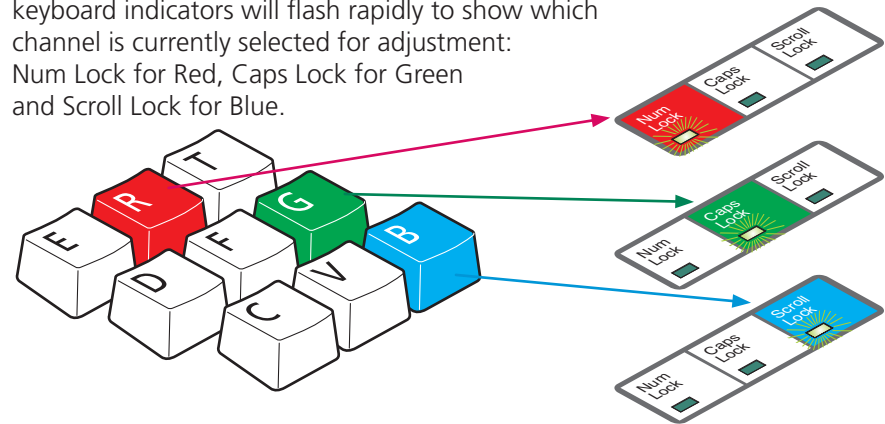 keyboard indicators will flash rapidly to show which
channel is currently selected for adjustment:
Num Lock for Red, Caps Lock for Green
and Scroll Lock for Blue.
Num
Lock
Caps
Lock
Scroll
Lock
E
R
T
D
F
G
C
V
B
Num
Lock
Caps
Lock
Scroll
Lock
Num
Lock
Caps
Lock
Scroll
Lock